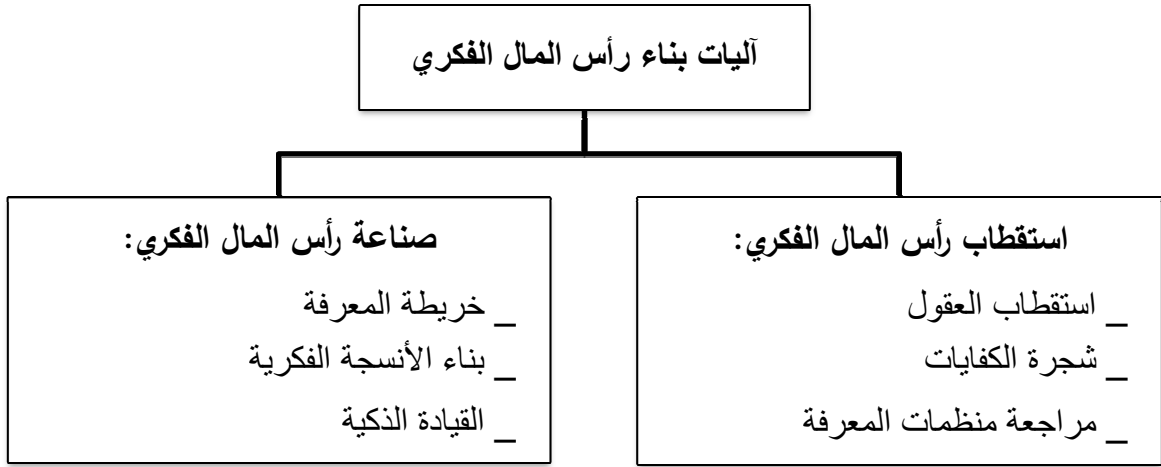 آليات بناء رأس المال الفكري
استقطاب رأس المال الفكري:
_ استقطاب العقول
_ شجرة الكفايات
_ مراجعة منظمات المعرفة
صناعة رأس المال الفكري:
_ خريطة المعرفة
_ بناء الأنسجة الفكرية
_ القيادة الذكية